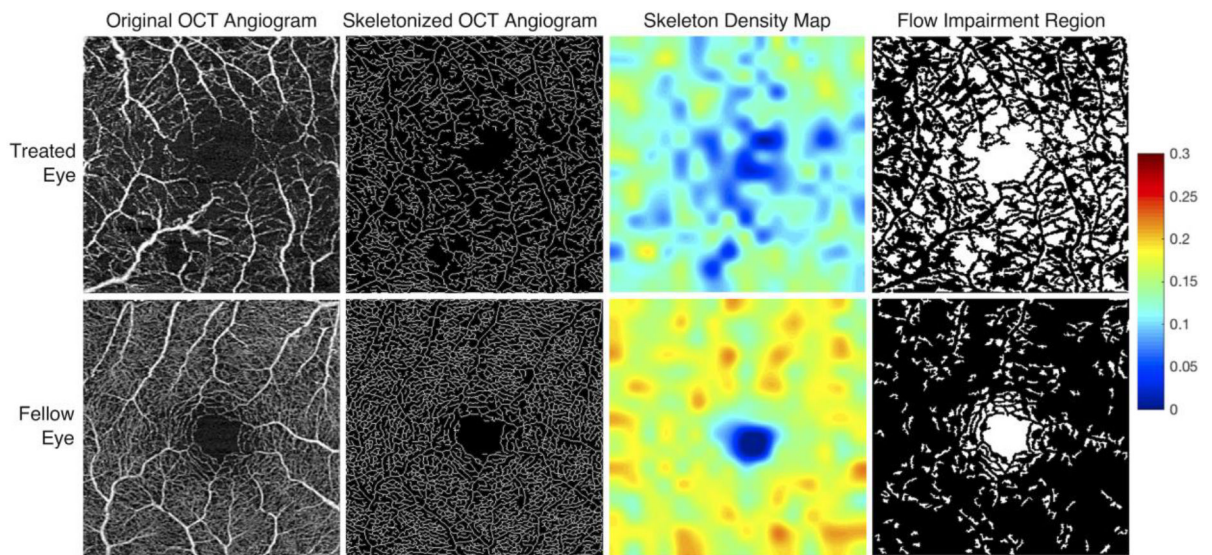 Original OCT Angiogram
Skeletonized OCT Angiogram
Skeleton Density Map
Flow Impairment Region
Treated
Eye
Fellow
Eye
0.3
0.25
0.2
0.15
0.1
0.05
0